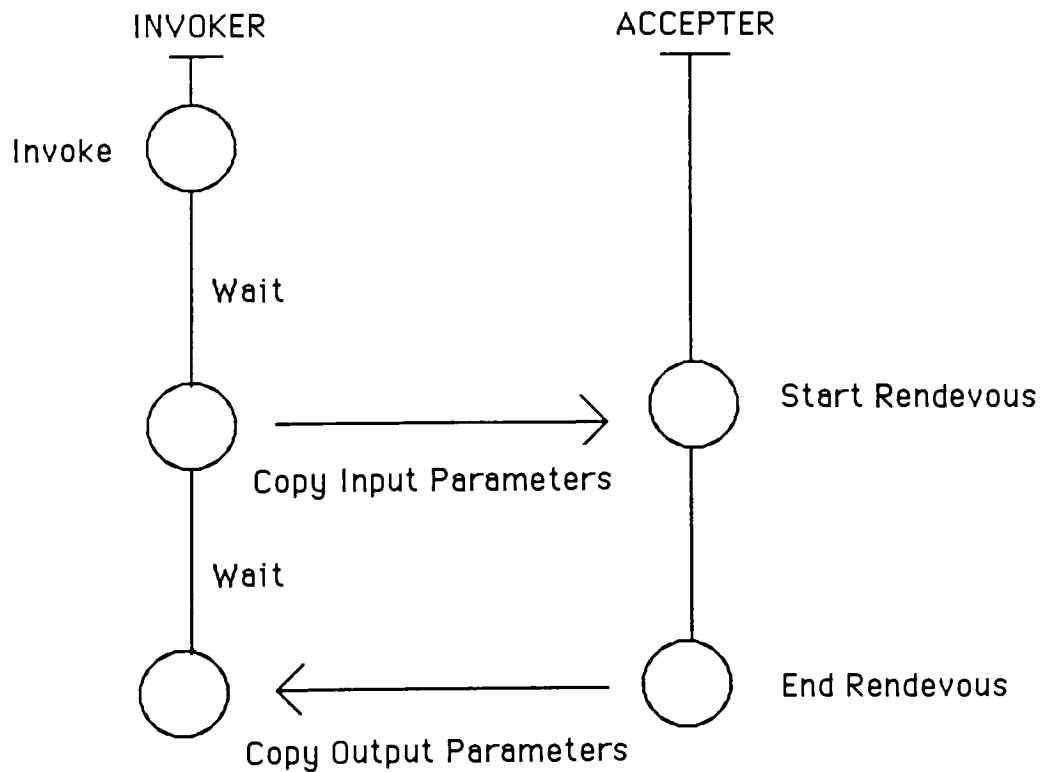 INVOKER
ACCEPTER
Invoke
Wait
Start Rendevous
Copy Input Parameters
Wait
End Rendevous
Copy Output Parameters